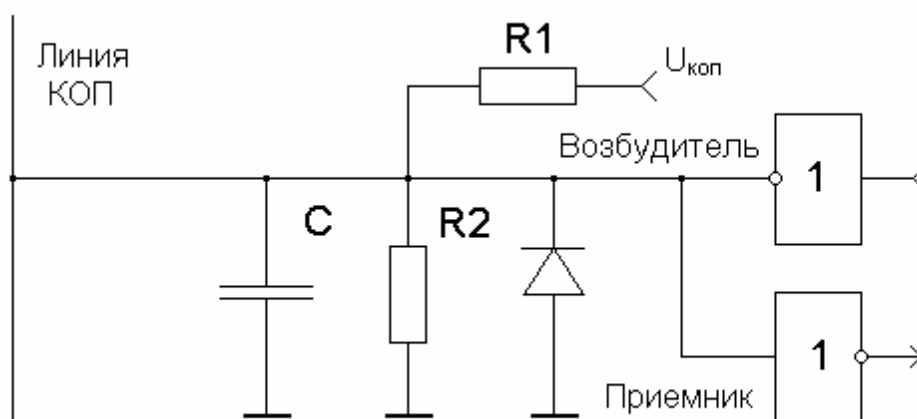 R1
Линия
КОП
Uкоп
Возбудитель
1
C
R2
1
Приемник